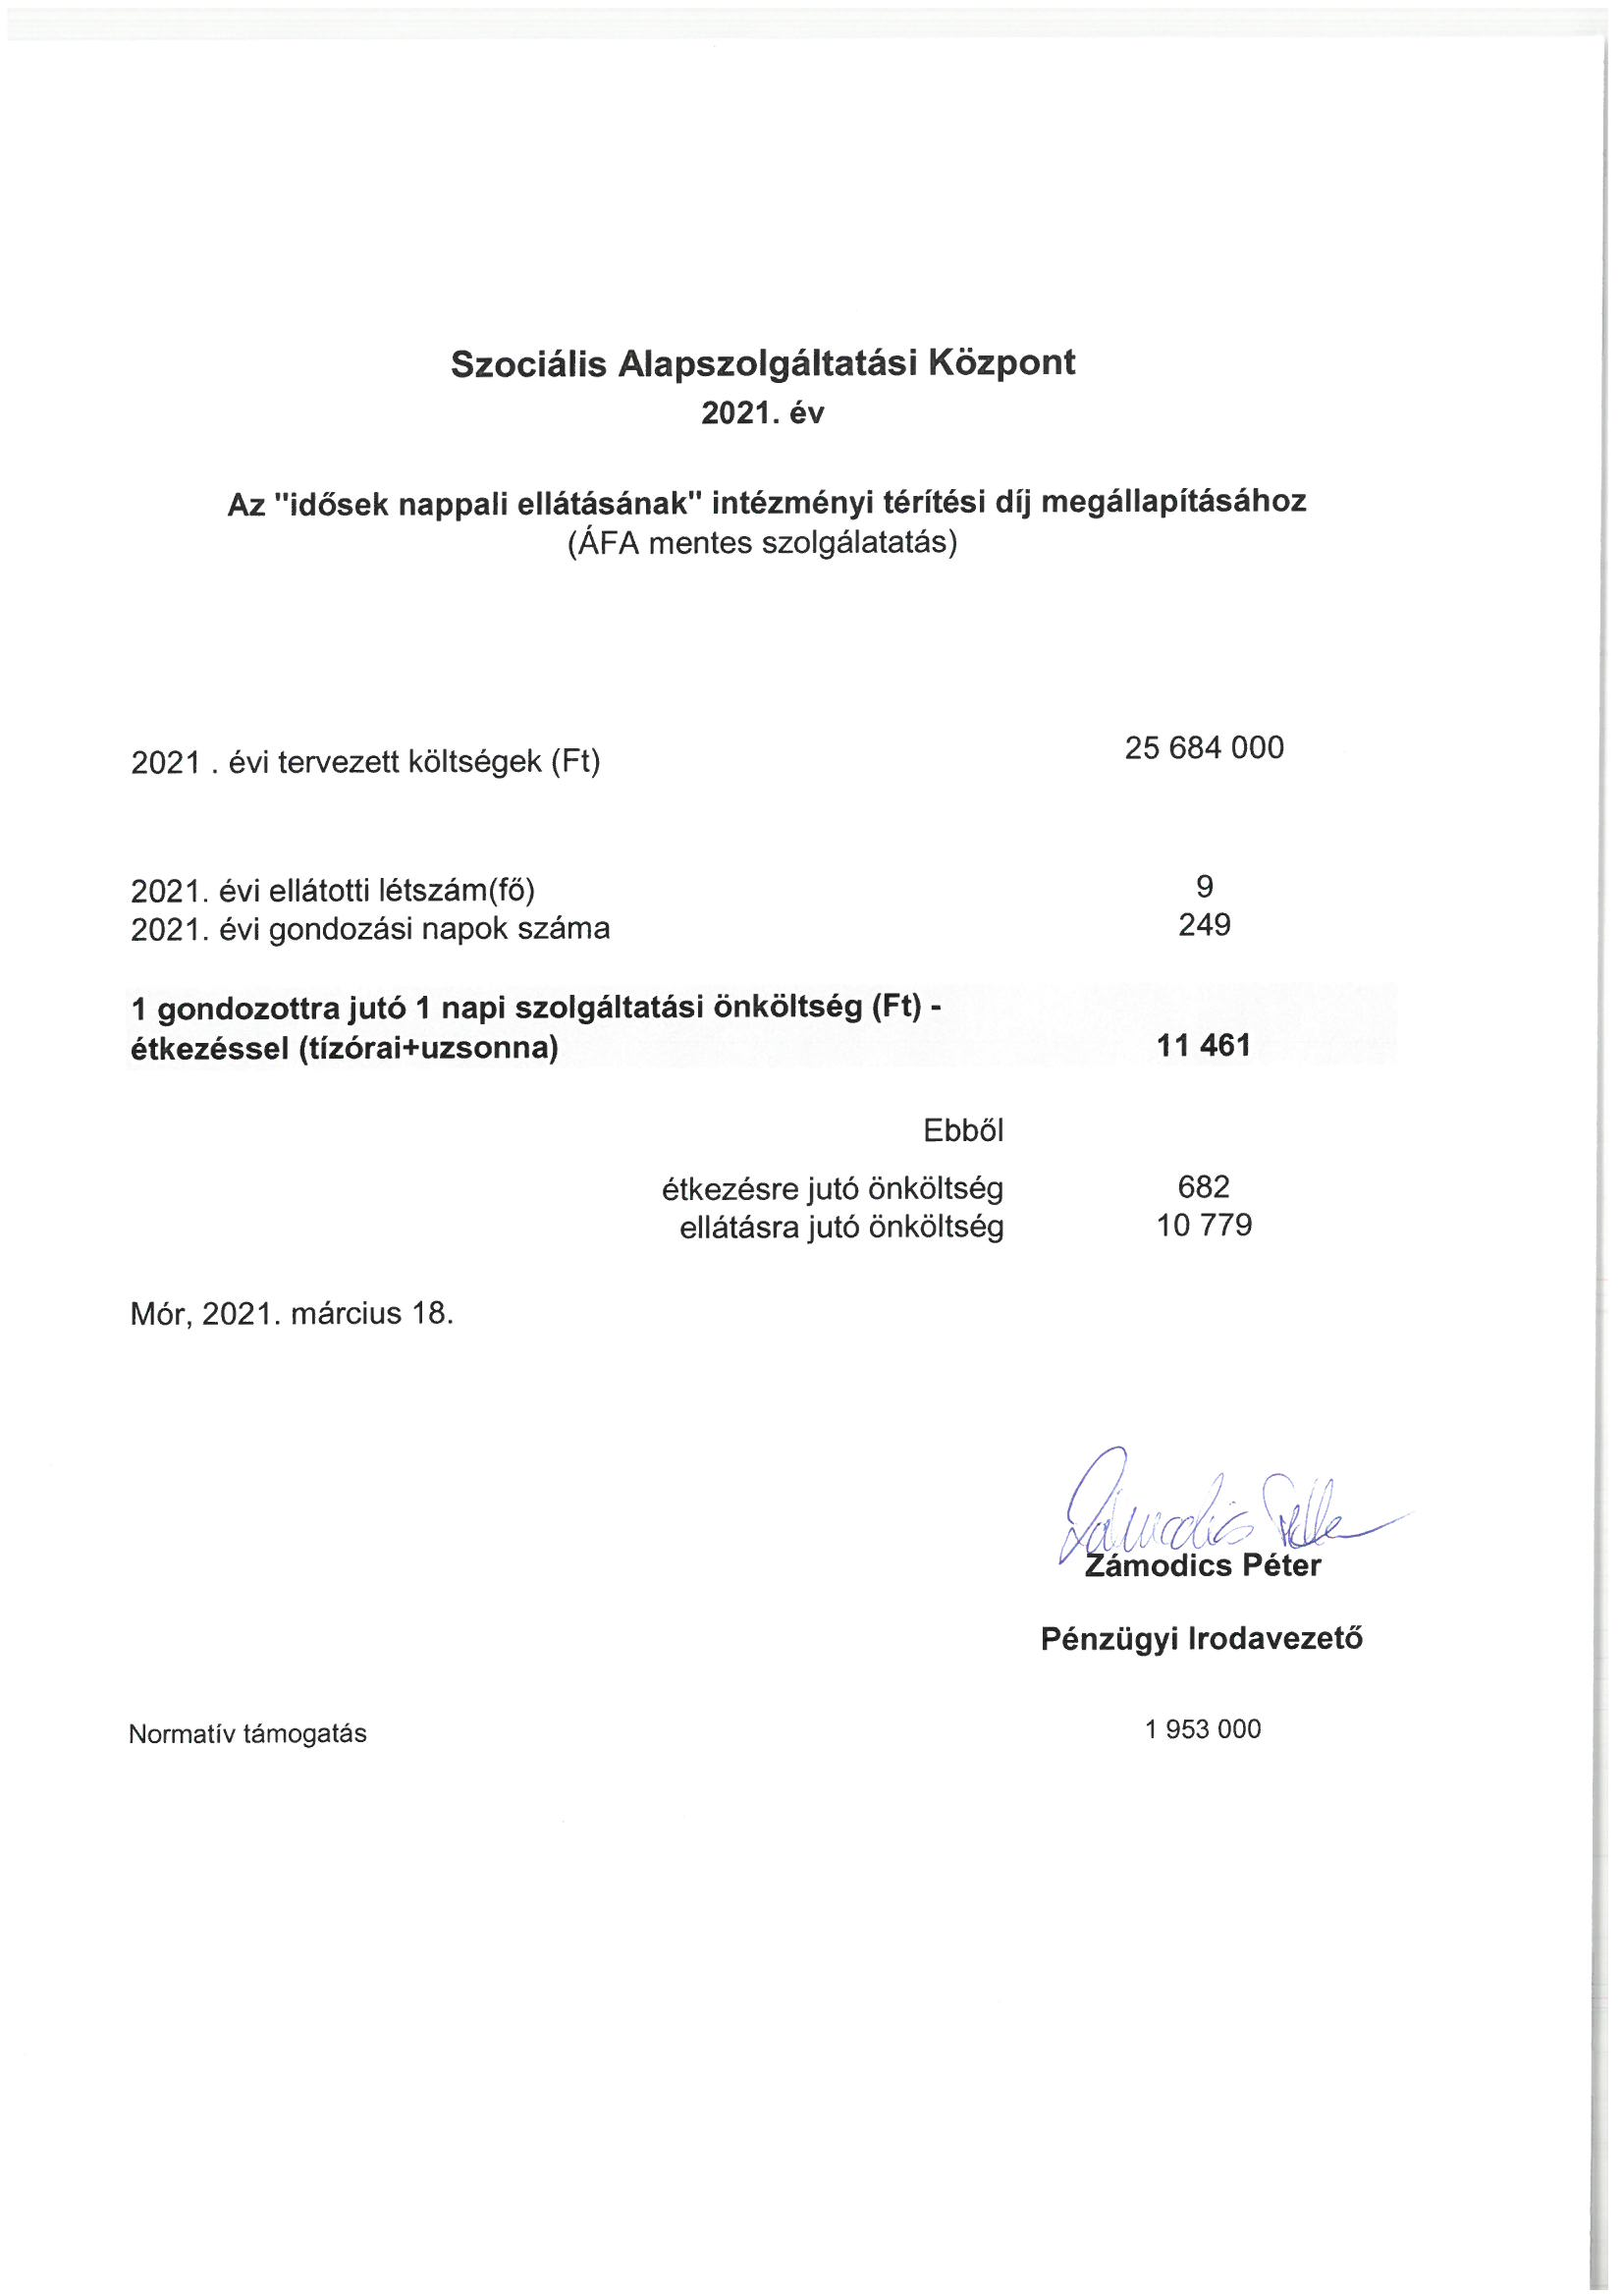 Szociális Alapszolgáltatási Központ
2021. év
Az "idősek nappali ellátásának" intézményi térítési díj megállapításához
(ÁFA mentes szolgálatatás)
2021 . évi tervezett költségek (Ft) 25 684 000
2021. évi ellátotti létszám(fő) 9
2021. évi gondozási napok száma 249
1 gondozottra jutó 1 napi szolgáltatási önköltség (Ft) -
étkezéssel (tízórai+uzsonna) 11 461
Ebből
étkezésre jutó önköltség 682
ellátásra jutó önköltség 10 779
Mór, 2021. március 18.
Zámodics Péter
Zámodics Péter
Pénzügyi Irodavezető
Normatív támogatás 1 953 000